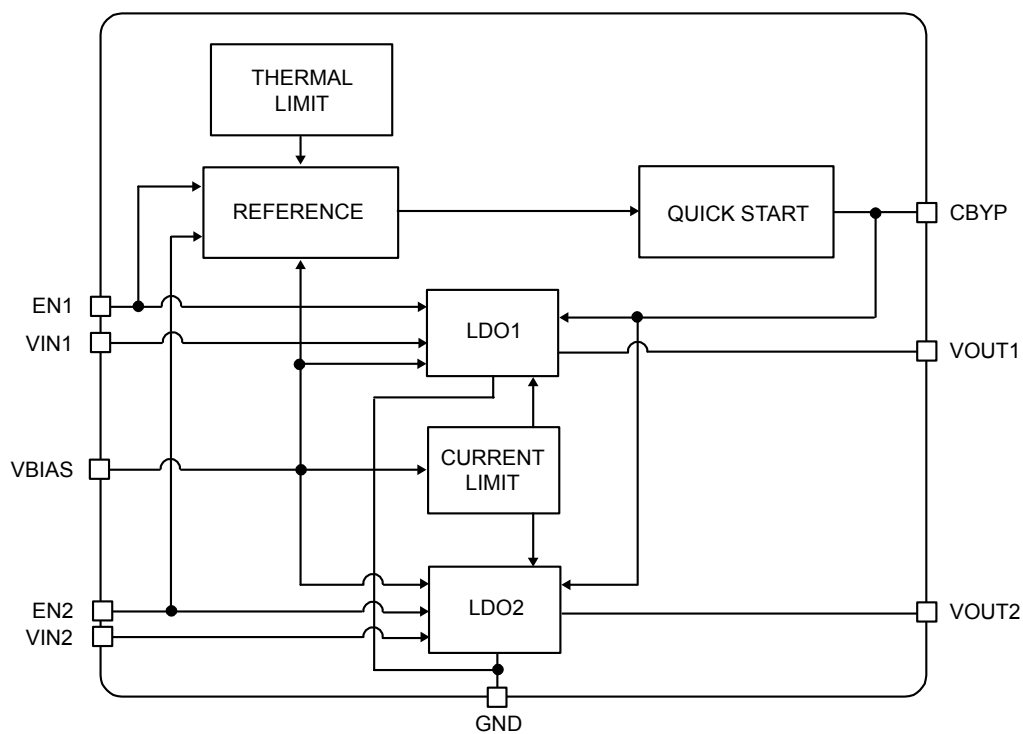 THERMAL
LIMIT
REFERENCE
QUICK START
CBYP
EN1
LDO1
VIN1
VOUT1
VBIAS
CURRENT
LIMIT
EN2
LDO2
VOUT2
VIN2
GND